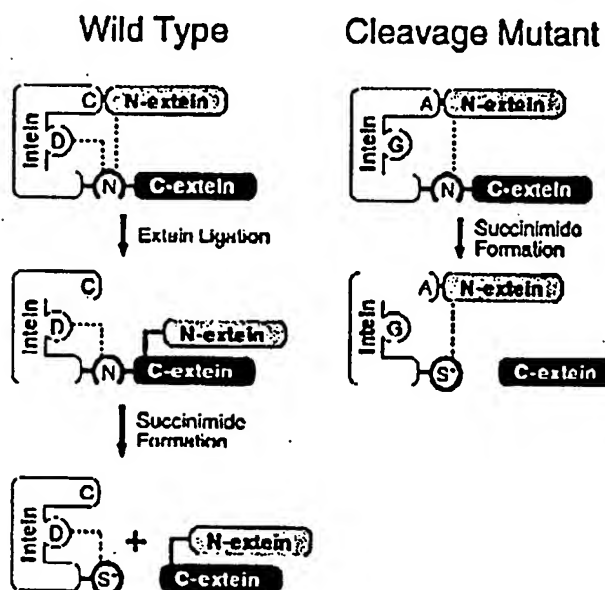 Wild Type
Cleavage Mutant
C
N-extein
Intein
D
N
C-extein
A
N-extein
Intein
G
N
C-extein
Extein Ligation
Succinimide
Formation
C
Intein
D
N-extein
N
C-extein
A
N-extein
Intein
G
S*
C-extein
Succinimide
Formation
C
Intein
D
S*
+
N-extein
C-extein